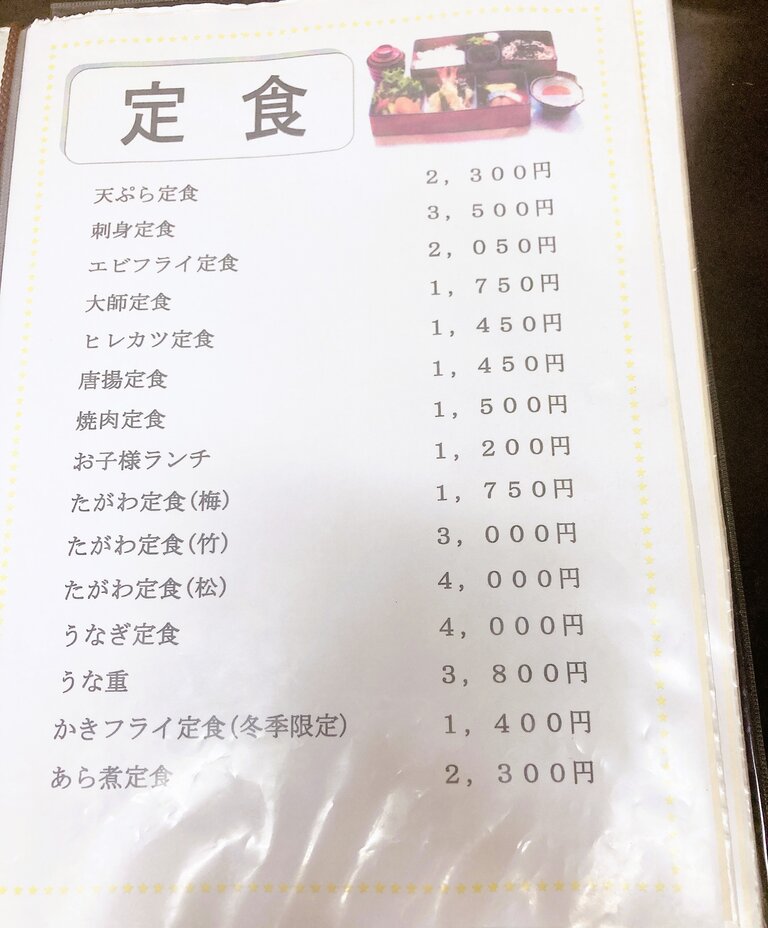 定食
天ぷら定食 2，300円
刺身定食 3，500円
エビフライ定食 2，050円
大師定食 1，750円
ヒレカツ定食 1，450円
唐揚定食 1，450円
焼肉定食 1，500円
お子様ランチ 1，200円
たがわ定食(梅) 1，750円
たがわ定食(竹) 3，000円
たがわ定食(松) 4，000円
うなぎ定食 4，000円
うな重 3，800円
かきフライ定食(冬季限定) 1，400円
あら煮定食 2，300円